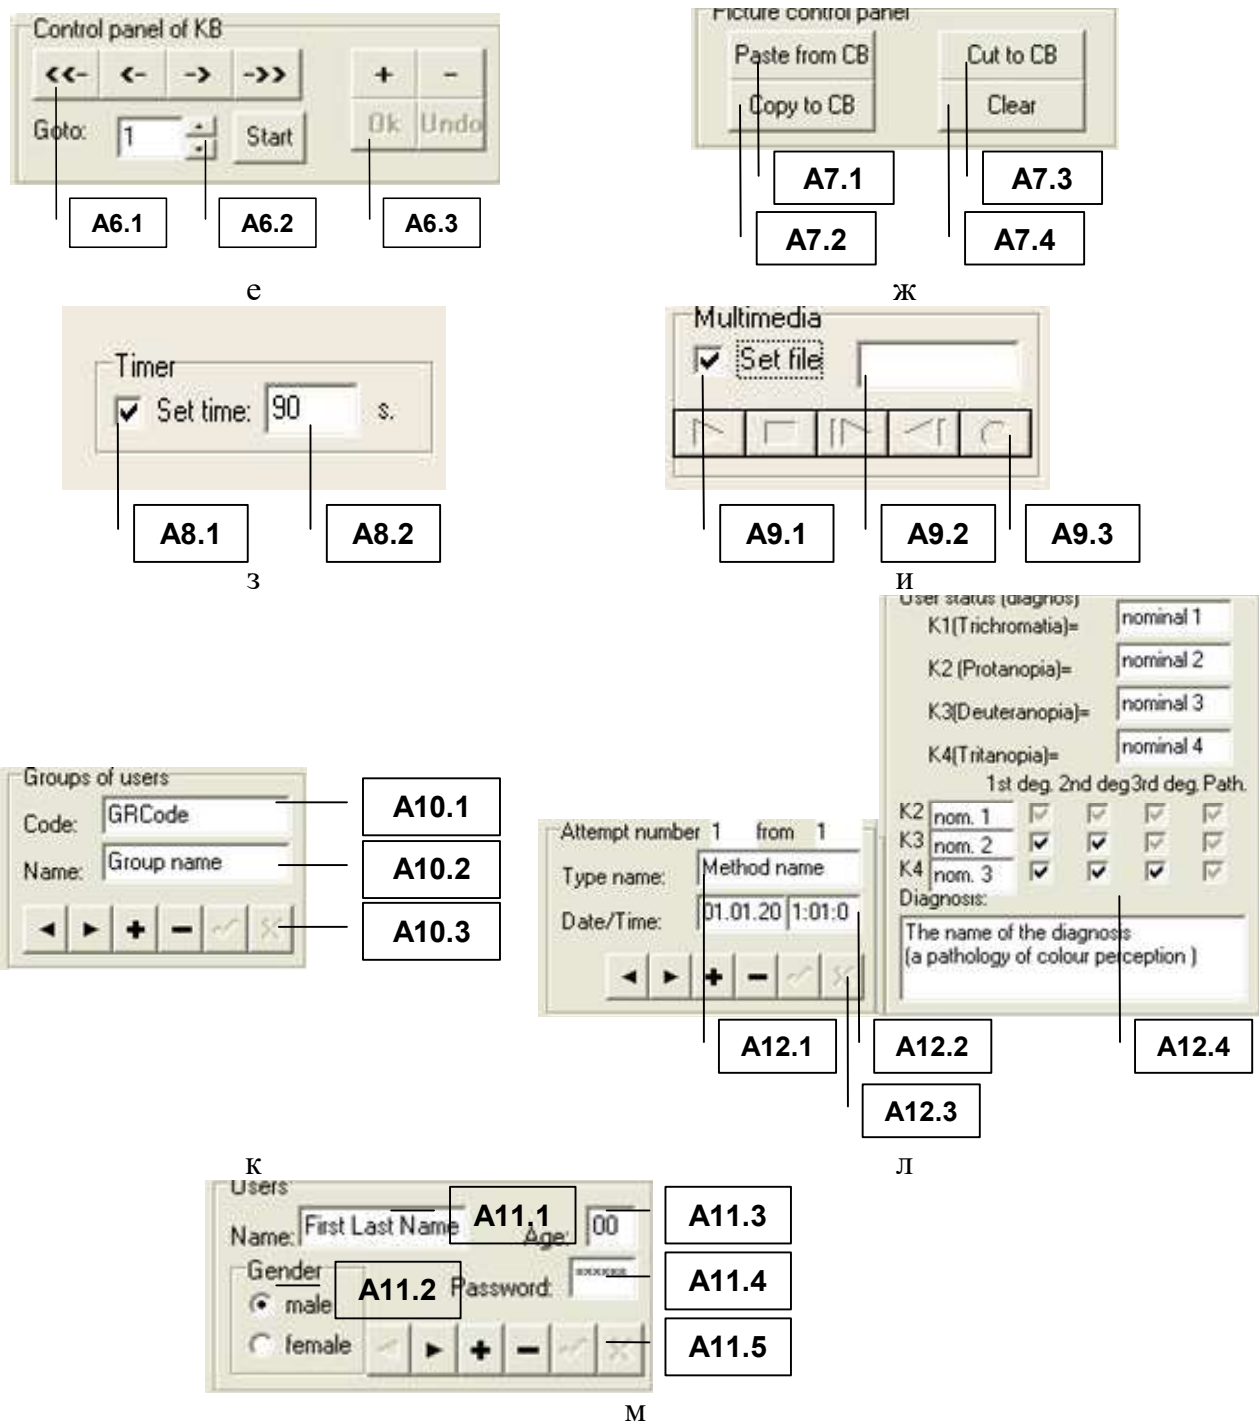 Control panel of KB
<<- <- -> ->> + -
Goto: 1 Start Ok Undo
A6.1 A6.2 A6.3
е
Picture control panel
Paste from CB Cut to CB
Copy to CB Clear
A7.1 A7.3
A7.2 A7.4
ж
Timer
Set time: 90 s.
A8.1 A8.2
з
Multimedia
Set file
A9.1 A9.2 A9.3
и
Groups of users
Code: GRCode
Name: Group name
A10.1
A10.2
A10.3
к
Attempt number 1 from 1
Type name: Method name
Date/Time: 01.01.20 1:01:0
User status (diagnos)
K1(Trichromatia)= nominal 1
K2 (Protanopia)= nominal 2
K3(Deuteranopia)= nominal 3
K4(Tritanopia)= nominal 4
1st deg. 2nd deg 3rd deg. Path.
K2 nom. 1
K3 nom. 2
K4 nom. 3
Diagnosis:
The name of the diagnosis
(a pathology of colour perception )
A12.1 A12.2 A12.4
A12.3
л
Users
Name: First Last Name Age: 00
Gender
male
female
Password: xxxxxx
A11.1 A11.3
A11.2 A11.4
A11.5
м